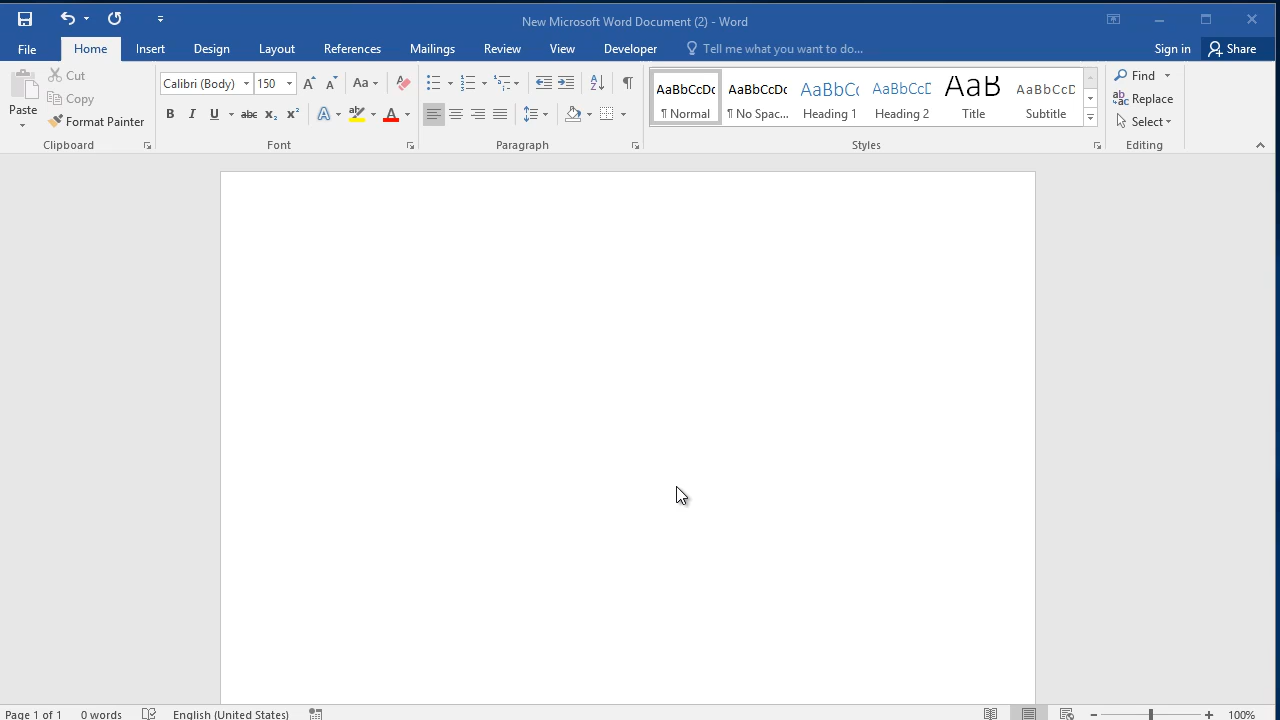 New Microsoft Word Document (2) - Word
File Home Insert Design Layout References Mailings Review View Developer Tell me what you want to do... Sign in Share
Paste
Cut
Copy
Format Painter
Clipboard
Calibri (Body) 150
Aa
B I U abc x₂ x²
A ab A
Font
A Z ¶
Paragraph
AaBbCcDc AaBbCcDc AaBbCc AaBbCcD AaB AaBbCcD
¶ Normal ¶ No Spac... Heading 1 Heading 2 Title Subtitle
Styles
Find
Replace
Select
Editing
Page 1 of 1 0 words English (United States) 100%